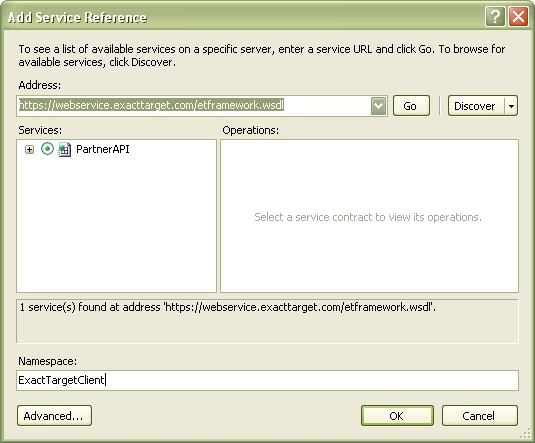 Add Service Reference
To see a list of available services on a specific server, enter a service URL and click Go. To browse for
available services, click Discover.
Address:
https://webservice.exacttarget.com/etframework.wsdl
Go
Discover
Services:
Operations:
PartnerAPI
Select a service contract to view its operations.
1 service(s) found at address 'https://webservice.exacttarget.com/etframework.wsdl'.
Namespace:
ExactTargetClient
Advanced...
OK
Cancel